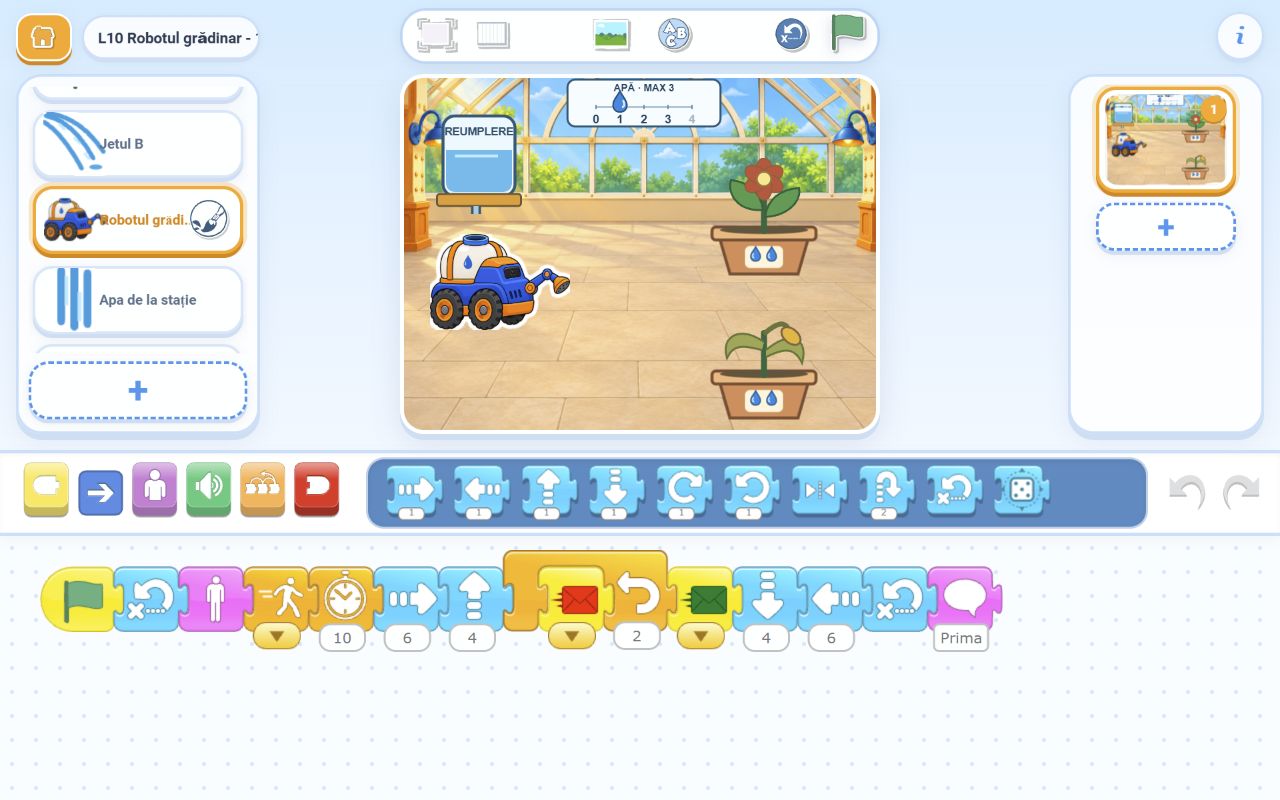 L10 Robotul grădinar -
i
A
B
C
x
Jetul B
Robotul grădi.
Apa de la stație
+
APĂ · MAX 3
0 1 2 3 4
REUMPLERE
1
+
1 1 1 1 1 1 2
x
x
x
10 6 4 2 4 6 Prima